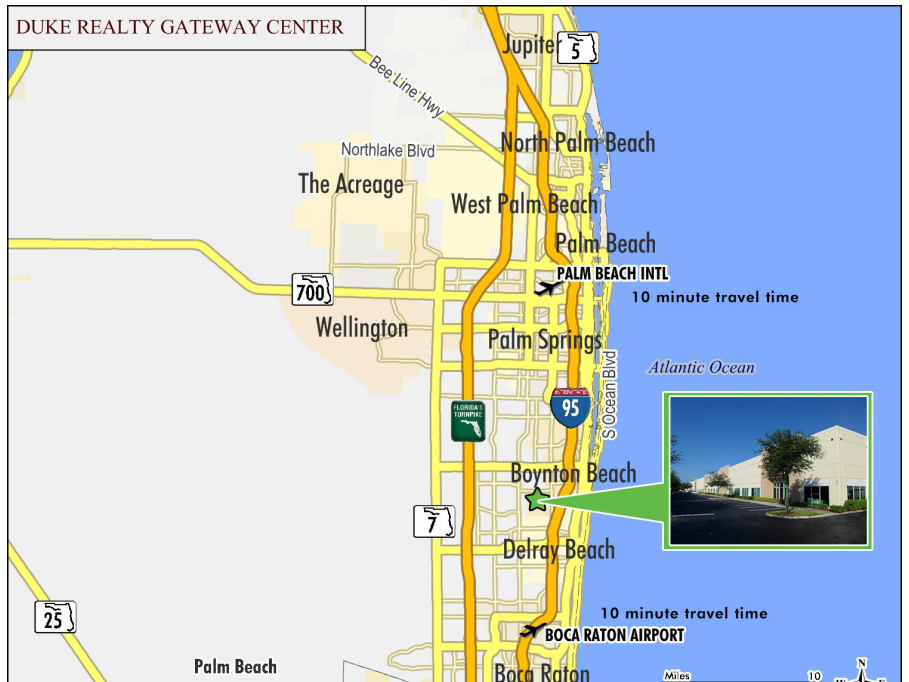 DUKE REALTY GATEWAY CENTER
Jupiter
5
Bee Line Hwy
North Palm Beach
Northlake Blvd
The Acreage
West Palm Beach
Palm Beach
PALM BEACH INTL
700
10 minute travel time
Wellington
Palm Springs
Atlantic Ocean
S Ocean Blvd
95
FLORIDA'S
TURNPIKE
Boynton Beach
7
Delray Beach
25
10 minute travel time
BOCA RATON AIRPORT
Palm Beach
Boca Raton
Miles
10
N
W
E